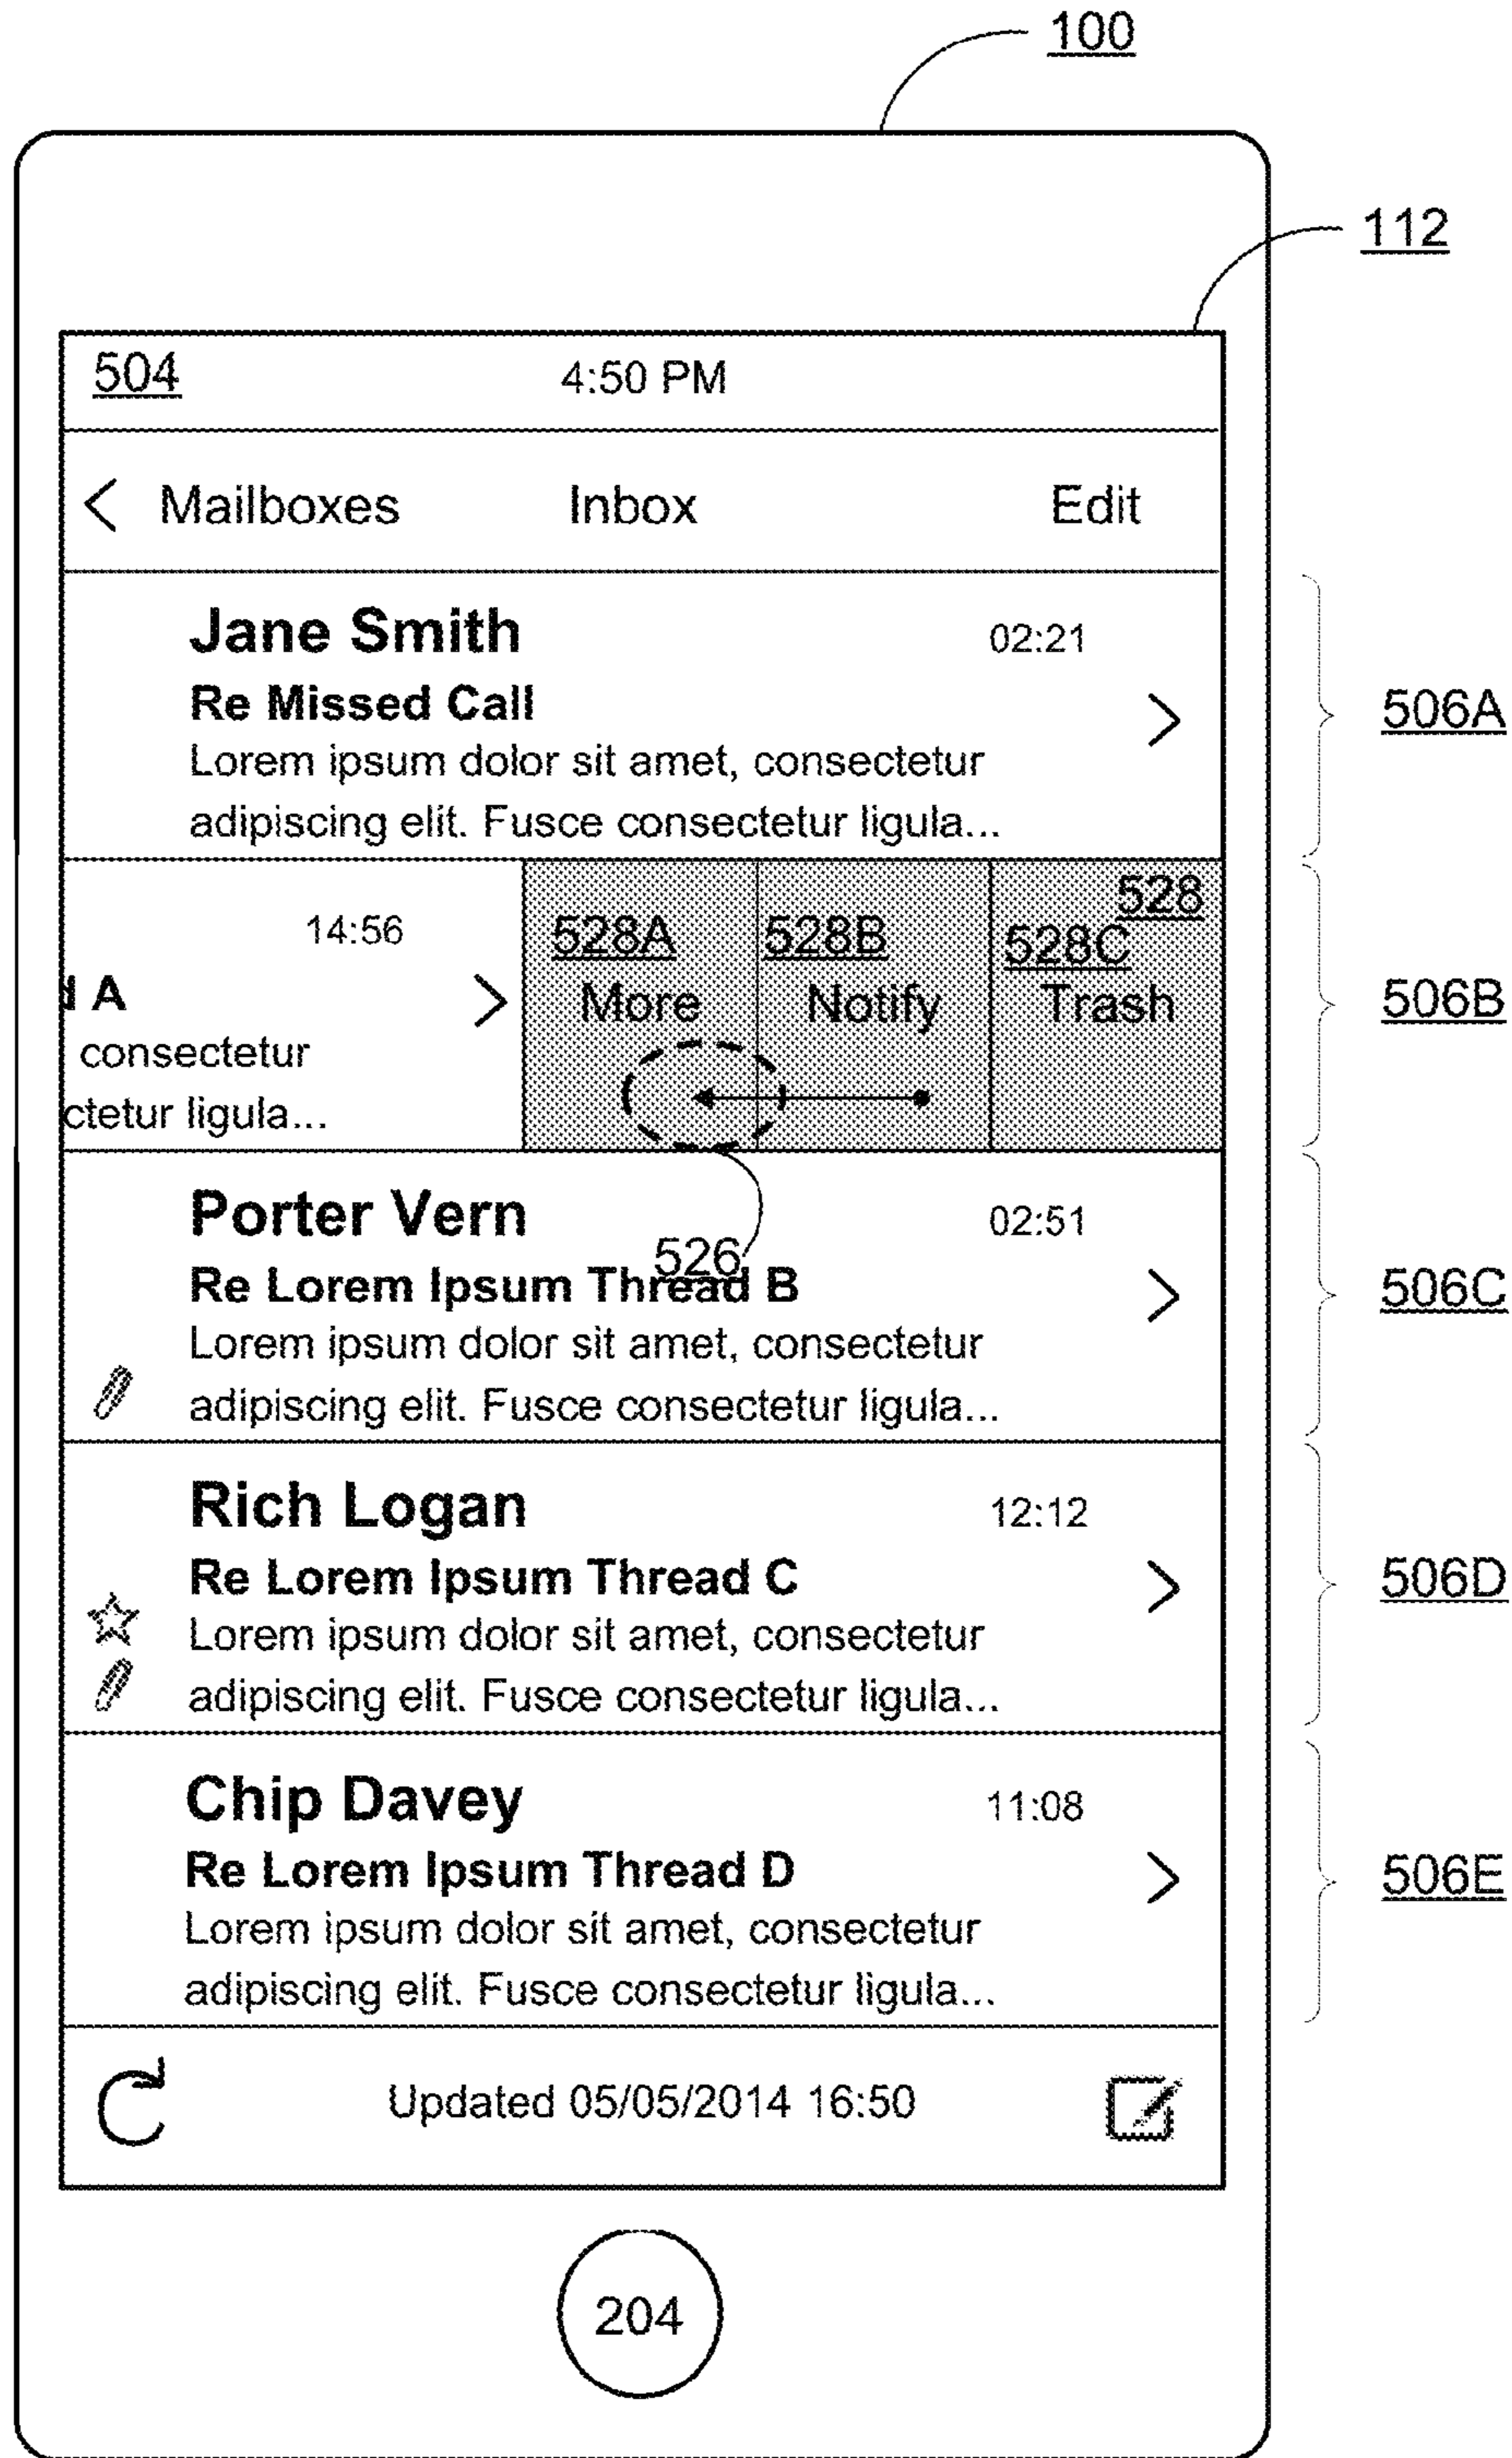 100
112
504 4:50 PM
Mailboxes Inbox Edit
Jane Smith 02:21
Re Missed Call
506A
Lorem ipsum dolor sit amet, consectetur
adipiscing elit. Fusce consectetur ligula...
528
14:56 528A 528B 528C
A More Notify Trash
506B
consectetur
ctetur ligula...
Porter Vern 02:51
526
Re Lorem Ipsum Thread B
506C
Lorem ipsum dolor sit amet, consectetur
adipiscing elit. Fusce consectetur ligula...
Rich Logan 12:12
Re Lorem Ipsum Thread C
506D
Lorem ipsum dolor sit amet, consectetur
adipiscing elit. Fusce consectetur ligula...
Chip Davey 11:08
Re Lorem Ipsum Thread D
506E
Lorem ipsum dolor sit amet, consectetur
adipiscing elit. Fusce consectetur ligula...
Updated 05/05/2014 16:50
204